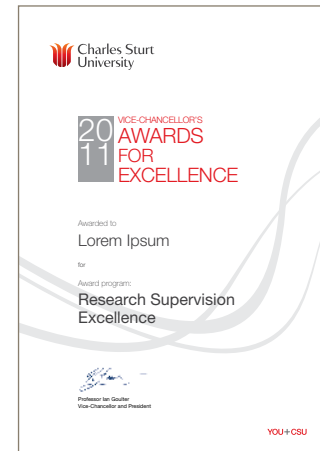 Charles Sturt
University
20
11
VICE-CHANCELLOR'S
AWARDS
FOR
EXCELLENCE
Awarded to
Lorem Ipsum
for
Award program:
Research Supervision
Excellence
Professor Ian Goulter
Vice-Chancellor and President
YOU+CSU